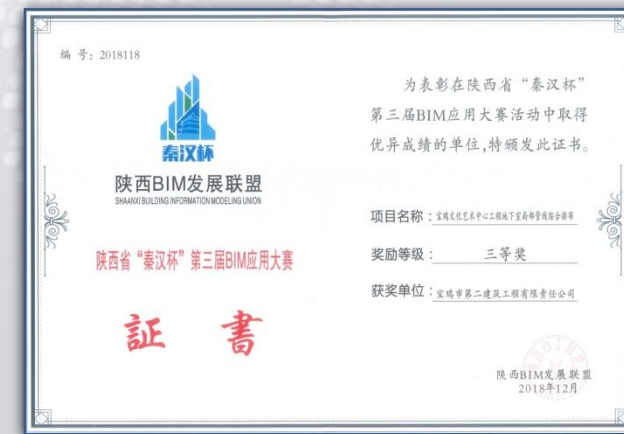 编 号: 2018118
秦汉杯
陕西BIM发展联盟
SHAANXI BUILDING INFORMATION MODELING UNION
陕西省“秦汉杯”第三届BIM应用大赛
証 書
为表彰在陕西省“秦汉杯”
第三届BIM应用大赛活动中取得
优异成绩的单位,特颁发此证书。
项目名称:宝鸡文化艺术中心工程地下室局部管线综合排布
奖励等级: 三等奖
获奖单位:宝鸡市第二建筑工程有限责任公司
陕西BIM发展联盟
2018年12月